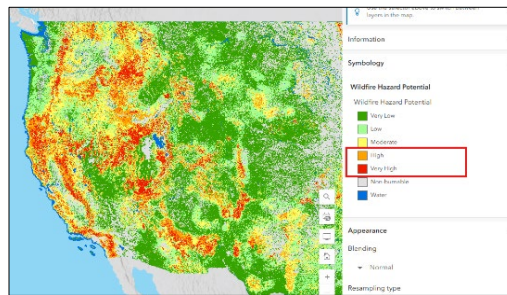 layers in the map.
Information
Symbology
Wildfire Hazard Potential
Wildfire Hazard Potential
Very Low
Low
Moderate
High
Very High
Non-burnable
Water
Appearance
Blending
Normal
Resampling type